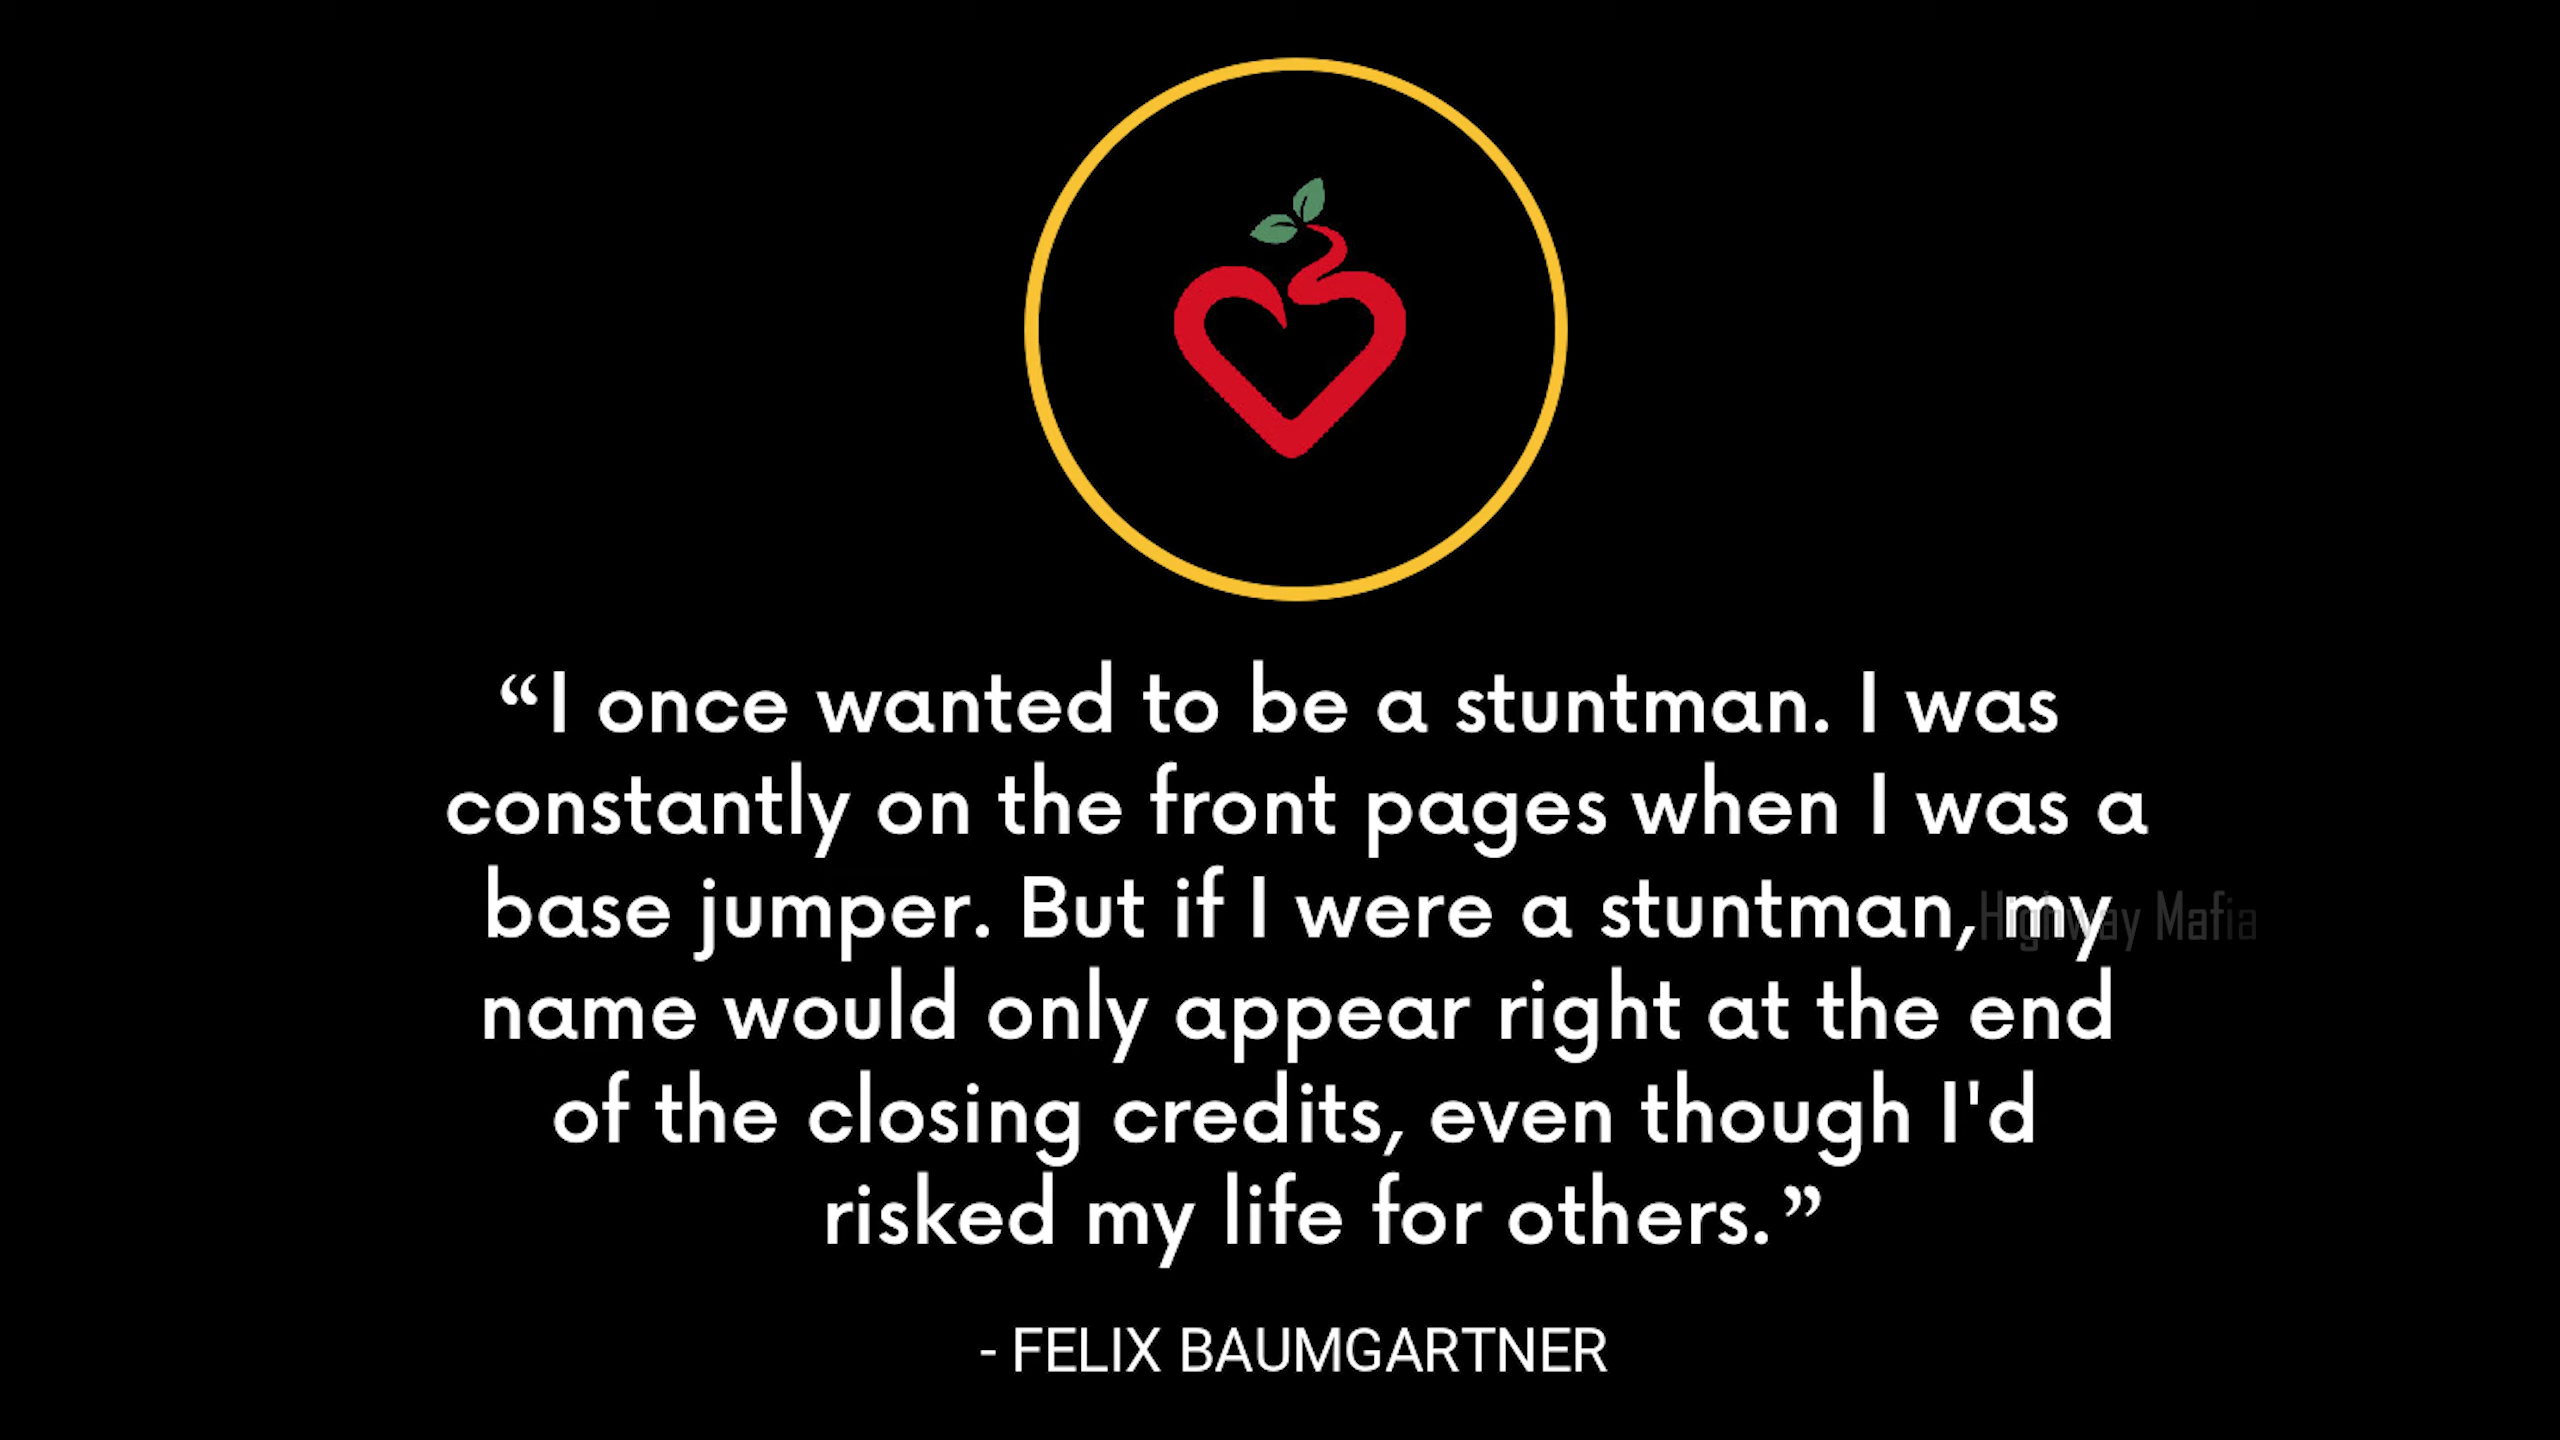 “I once wanted to be a stuntman. I was
constantly on the front pages when I was a
base jumper. But if I were a stuntman, my
name would only appear right at the end
of the closing credits, even though I'd
risked my life for others.”
- FELIX BAUMGARTNER
Highway Mafia